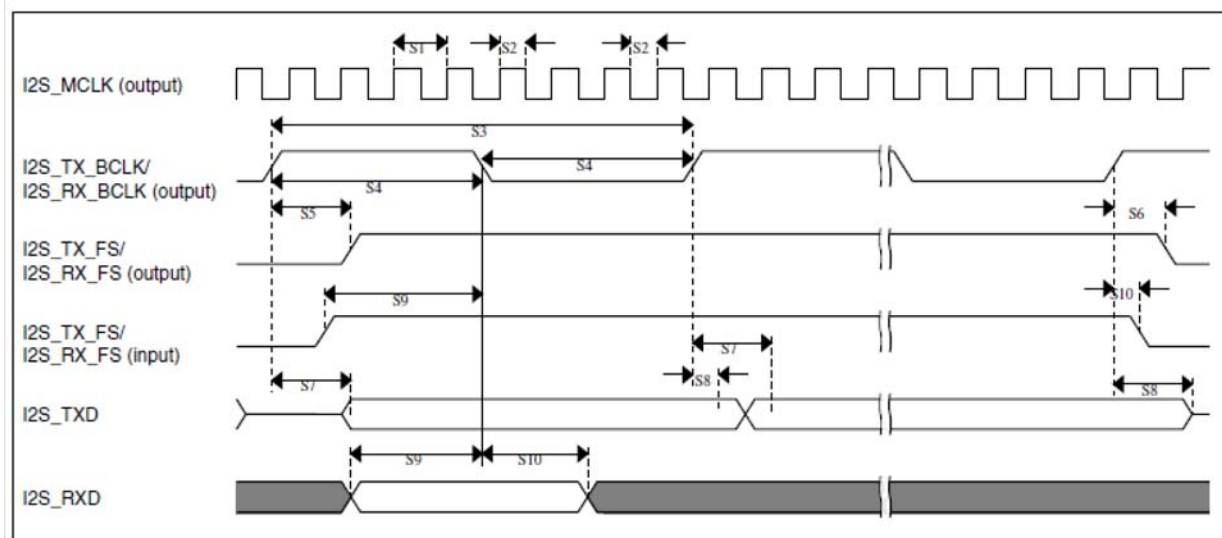 S1 S2 S2
I2S_MCLK (output)
S3
I2S_TX_BCLK/
I2S_RX_BCLK (output)
S4
S4
S5
S6
I2S_TX_FS/
I2S_RX_FS (output)
S9
S10
I2S_TX_FS/
I2S_RX_FS (input)
S7
S7
S8
S8
I2S_TXD
S9 S10
I2S_RXD